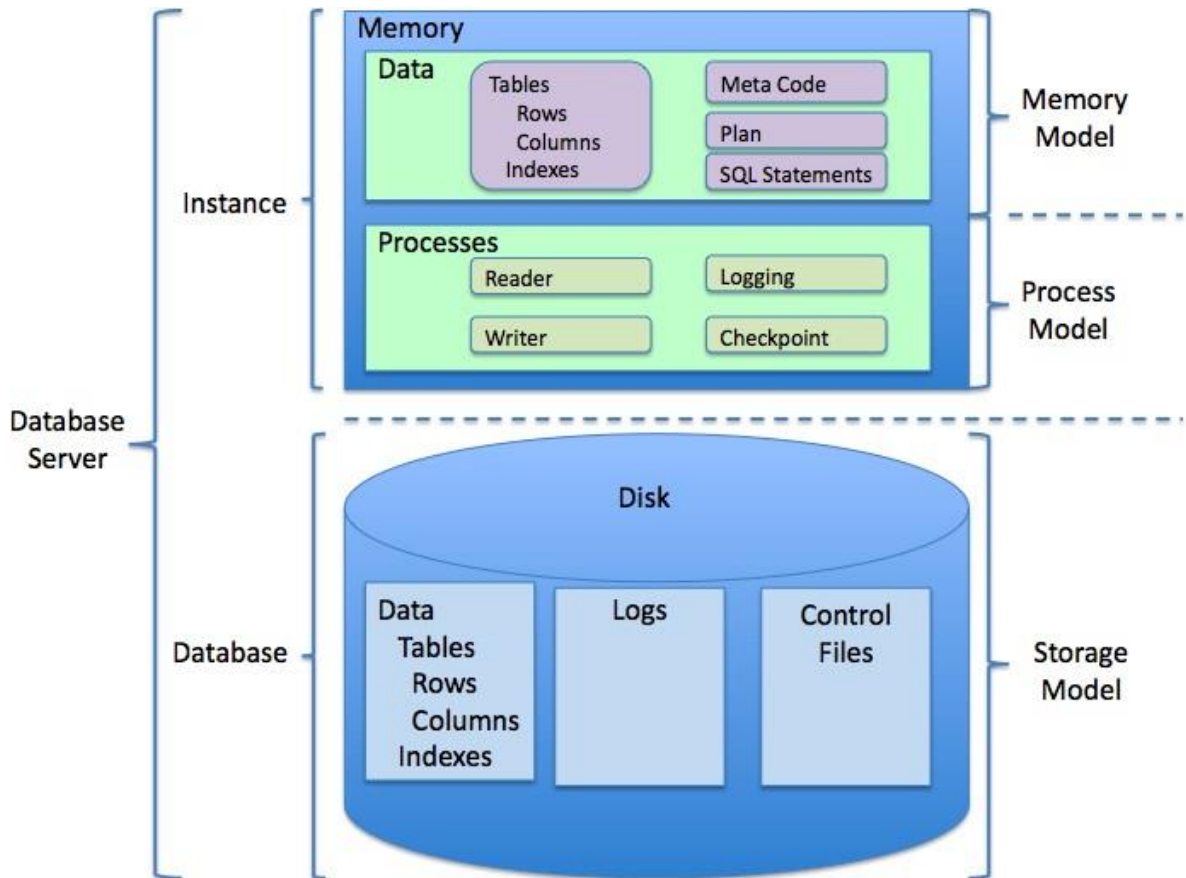 Memory
Data
Tables
Rows
Columns
Indexes
Meta Code
Plan
SQL Statements
Memory
Model
Instance
Processes
Reader
Writer
Logging
Checkpoint
Process
Model
Database
Server
Disk
Data
Tables
Rows
Columns
Indexes
Logs
Control
Files
Database
Storage
Model